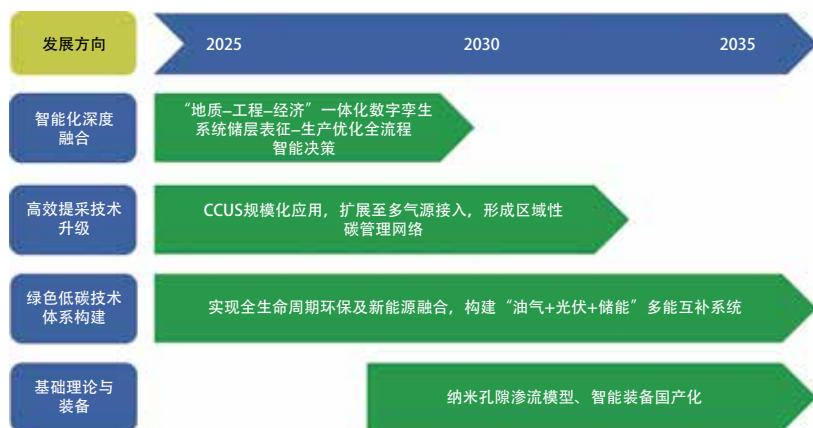 发展方向
2025
2030
2035
智能化深度
融合
“地质–工程–经济”一体化数字孪生
系统储层表征–生产优化全流程
智能决策
高效提采技术
升级
CCUS规模化应用，扩展至多气源接入，形成区域性
碳管理网络
绿色低碳技术
体系构建
实现全生命周期环保及新能源融合，构建“油气+光伏+储能”多能互补系统
基础理论与
装备
纳米孔隙渗流模型、智能装备国产化